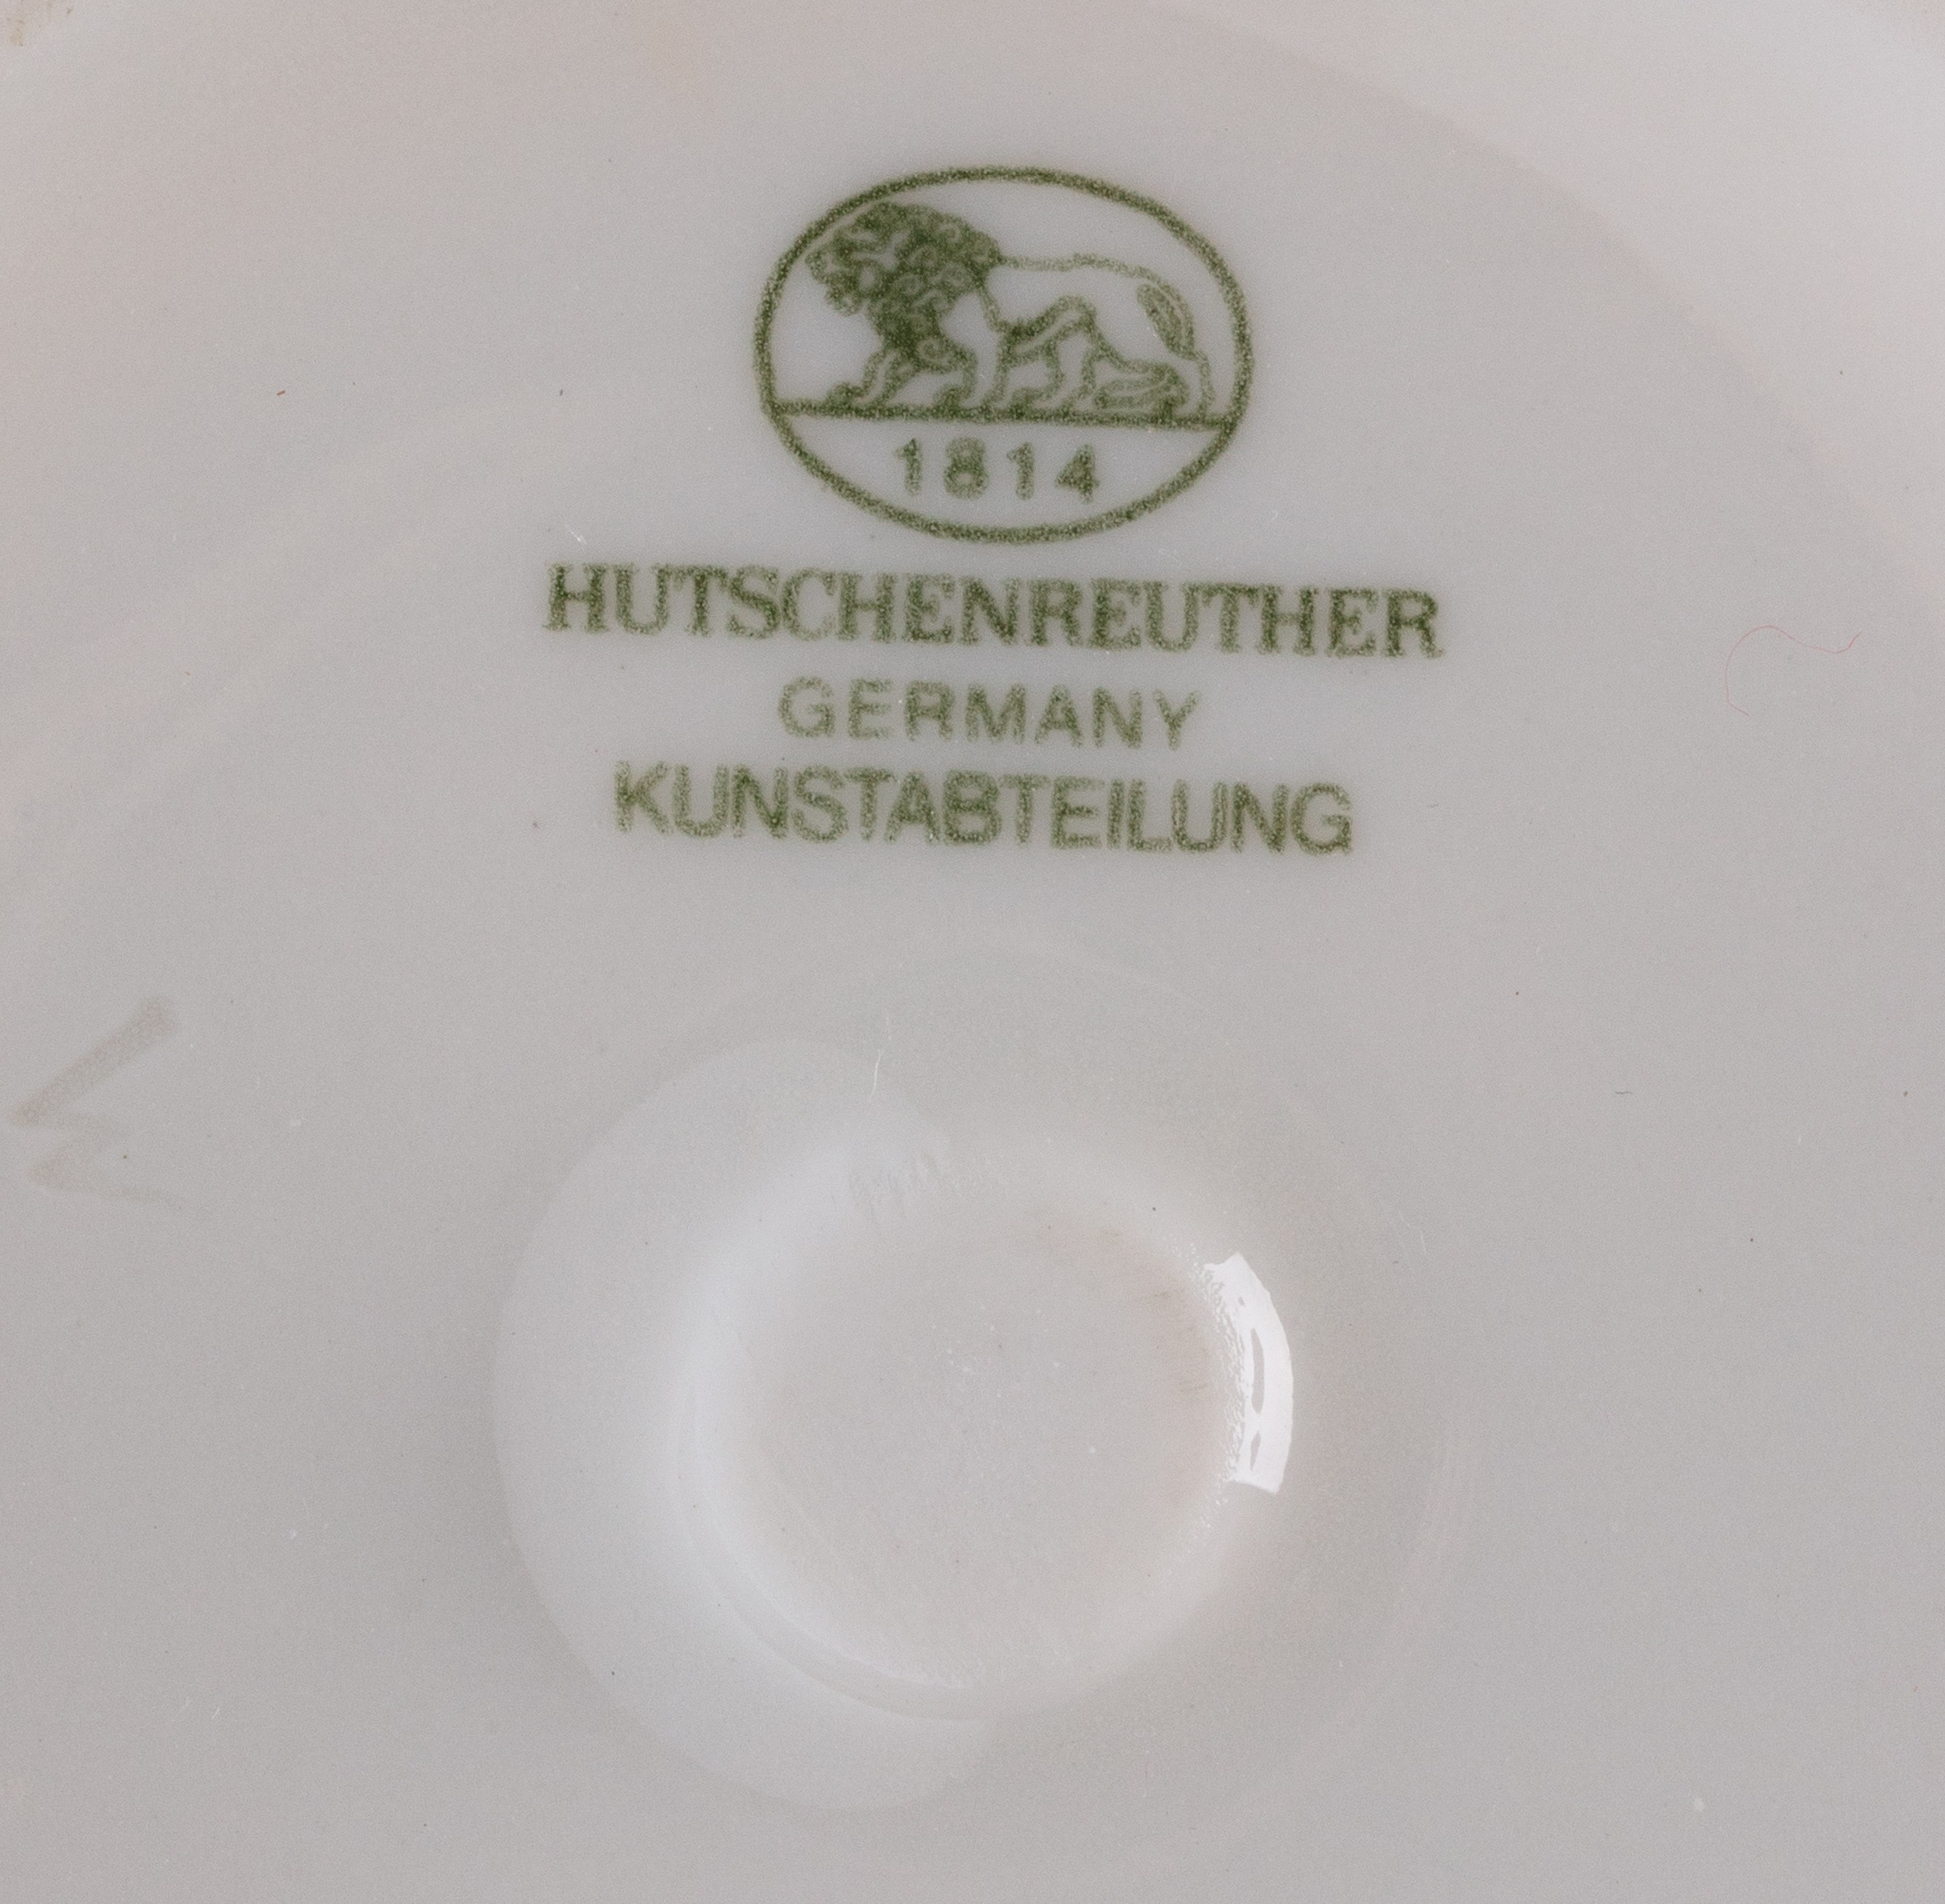 1814
HUTSCHENREUTHER
GERMANY
KUNSTABTEILUNG